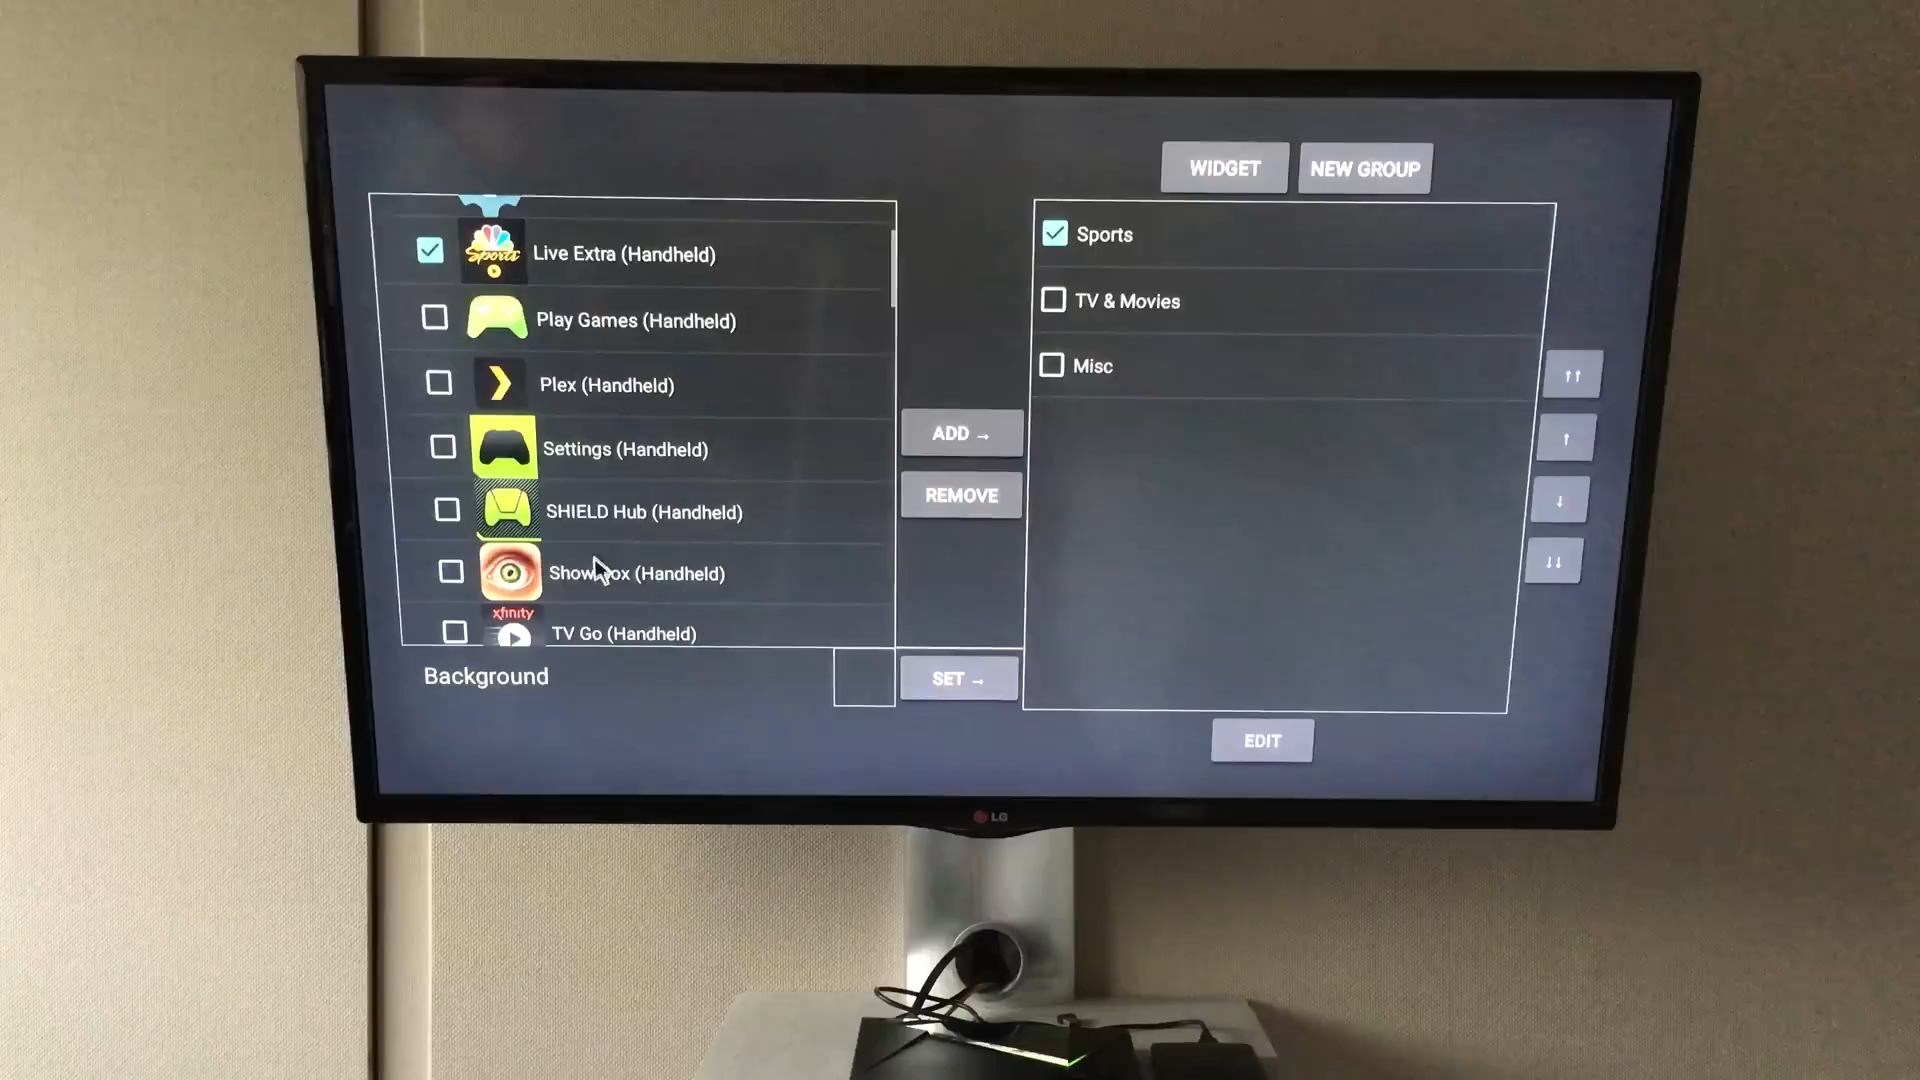 WIDGET
NEW GROUP
Sports
Live Extra (Handheld)
Play Games (Handheld)
Plex (Handheld)
Settings (Handheld)
SHIELD Hub (Handheld)
xfinity
TV Go (Handheld)
Background
ADD →
REMOVE
SET →
Sports
TV & Movies
Misc
↑↑
↑
↓
↓↓
EDIT
LG